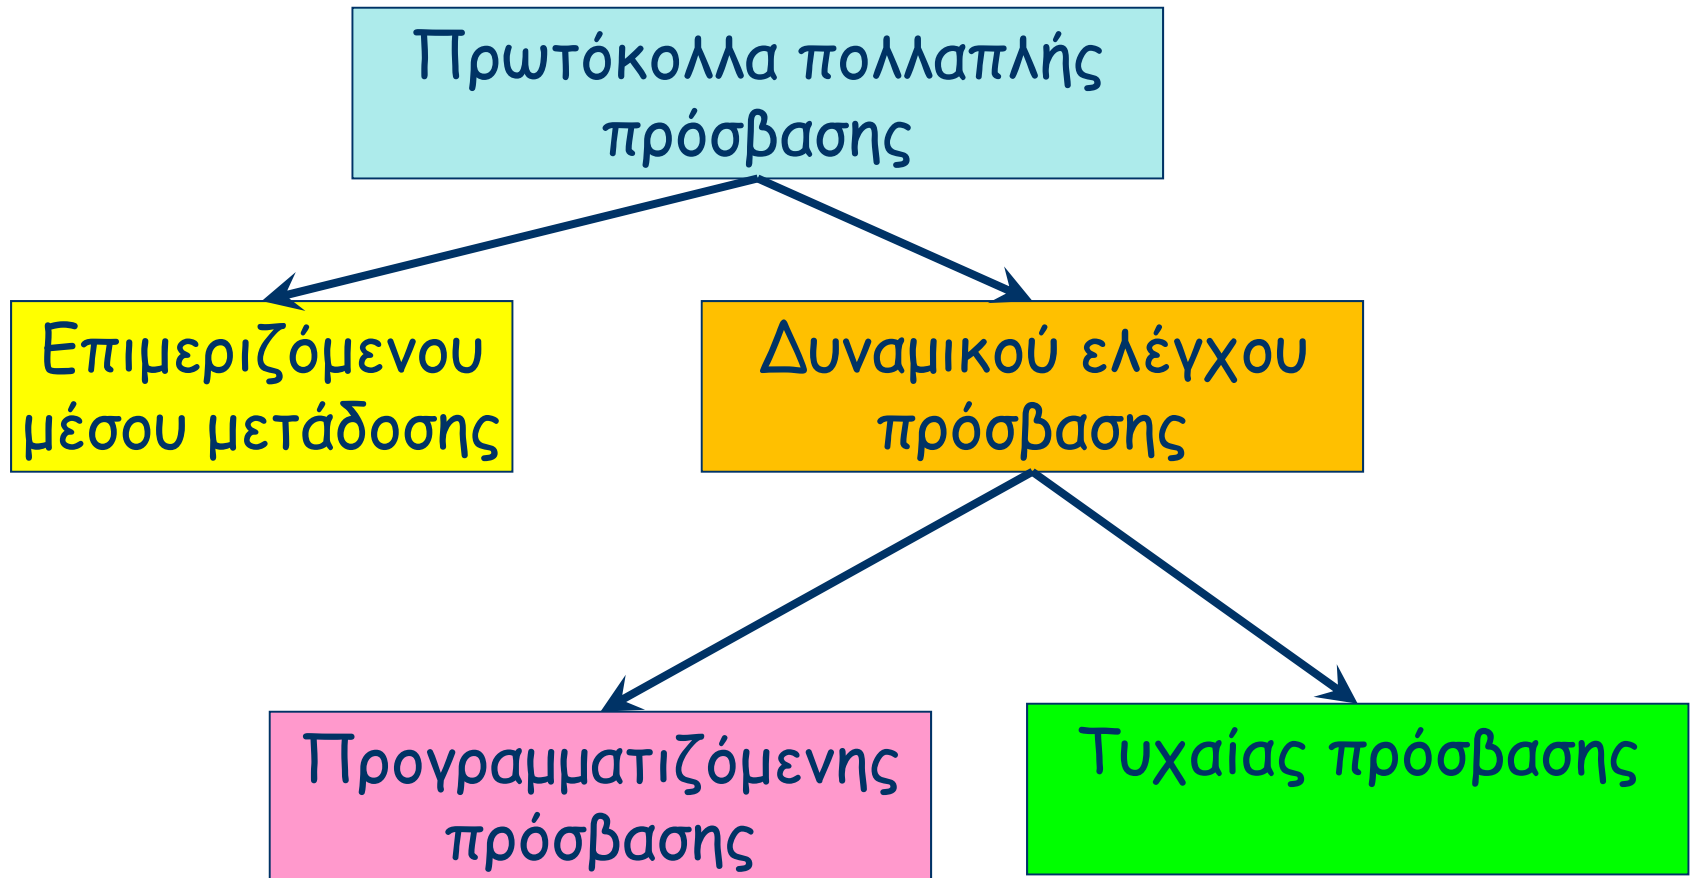 Πρωτόκολλα πολλαπλής
πρόσβασης
Επιμεριζόμενου
μέσου μετάδοσης
Δυναμικού ελέγχου
πρόσβασης
Προγραμματιζόμενης
πρόσβασης
Τυχαίας πρόσβασης